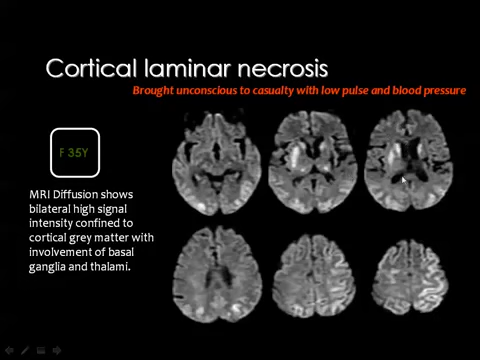 Cortical laminar necrosis
Brought unconscious to casualty with low pulse and blood pressure
F 35Y
MRI Diffusion shows
bilateral high signal
intensity confined to
cortical grey matter with
involvement of basal
ganglia and thalami.